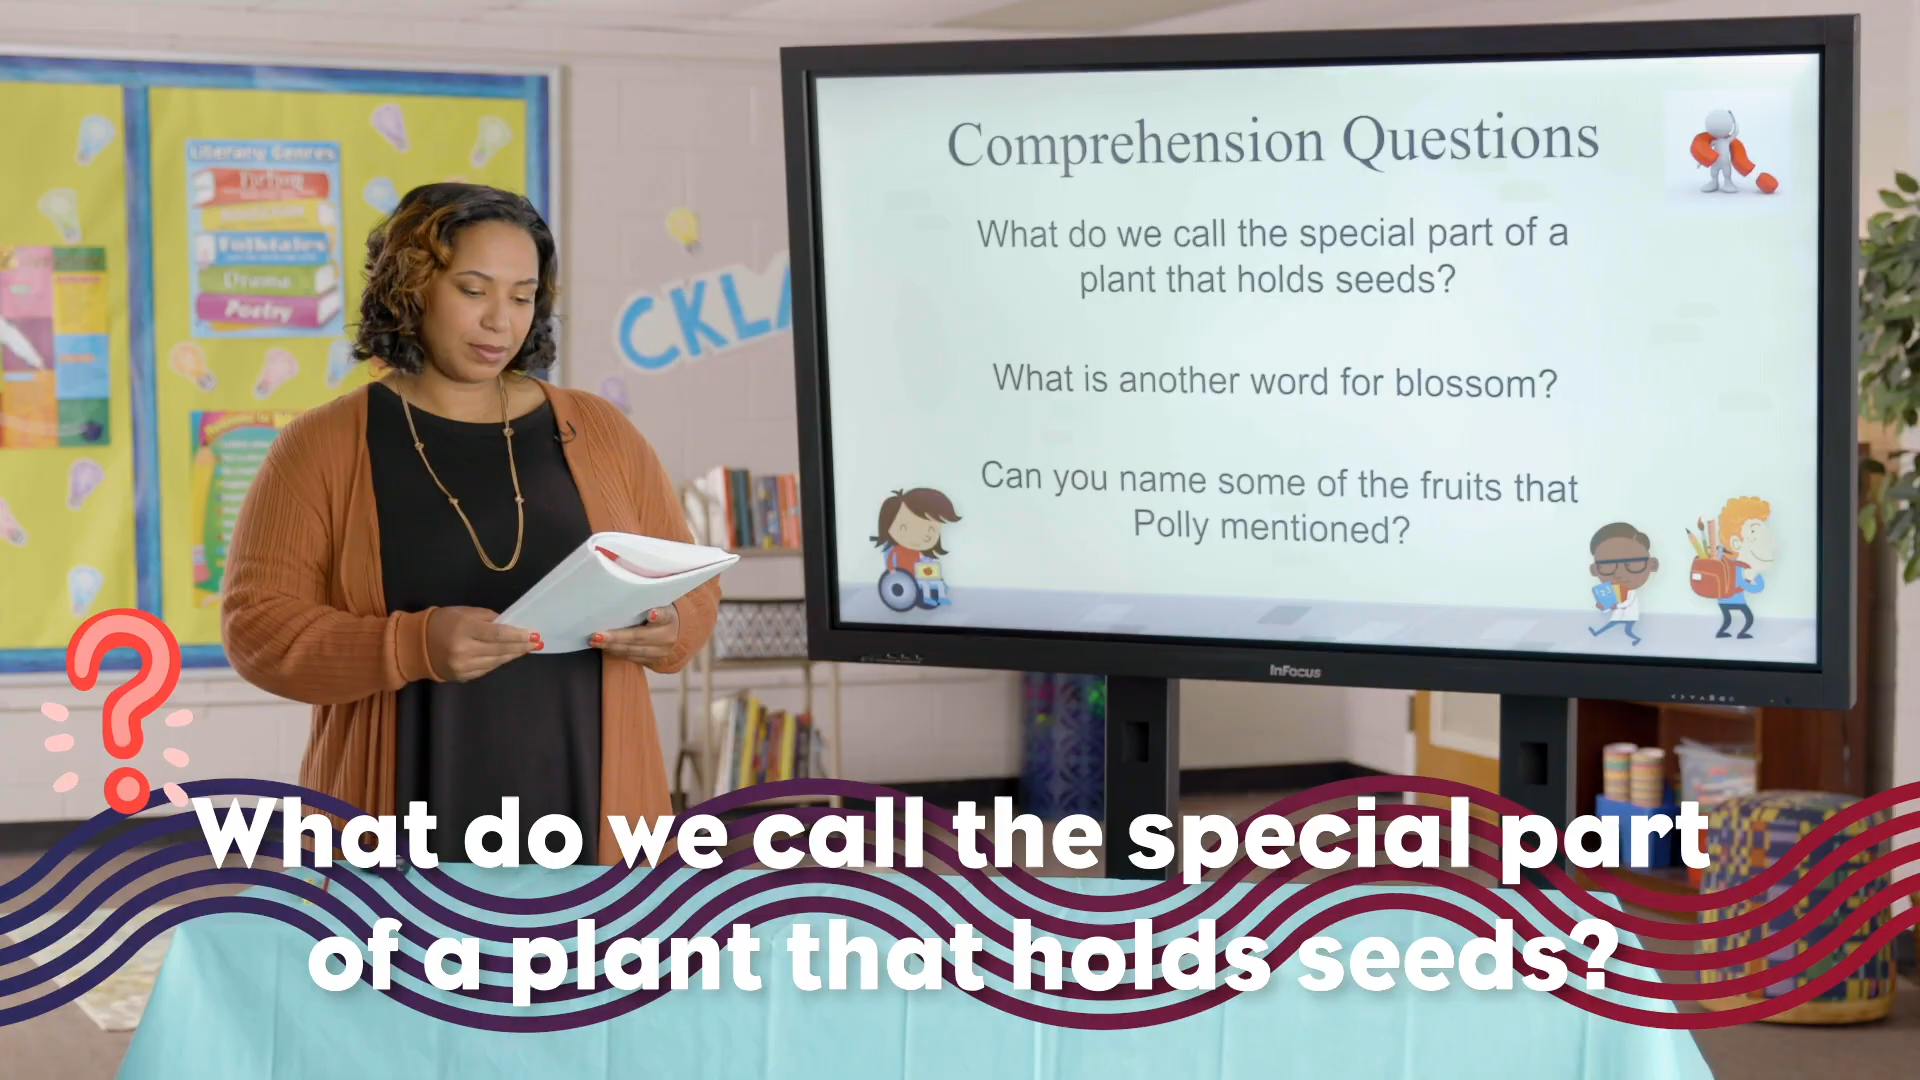 Literary Genres
Fiction
Folktales
Drama
Poetry
CKLA
Comprehension Questions
What do we call the special part of a
plant that holds seeds?
What is another word for blossom?
Can you name some of the fruits that
Polly mentioned?
InFocus
What do we call the special part
of a plant that holds seeds?